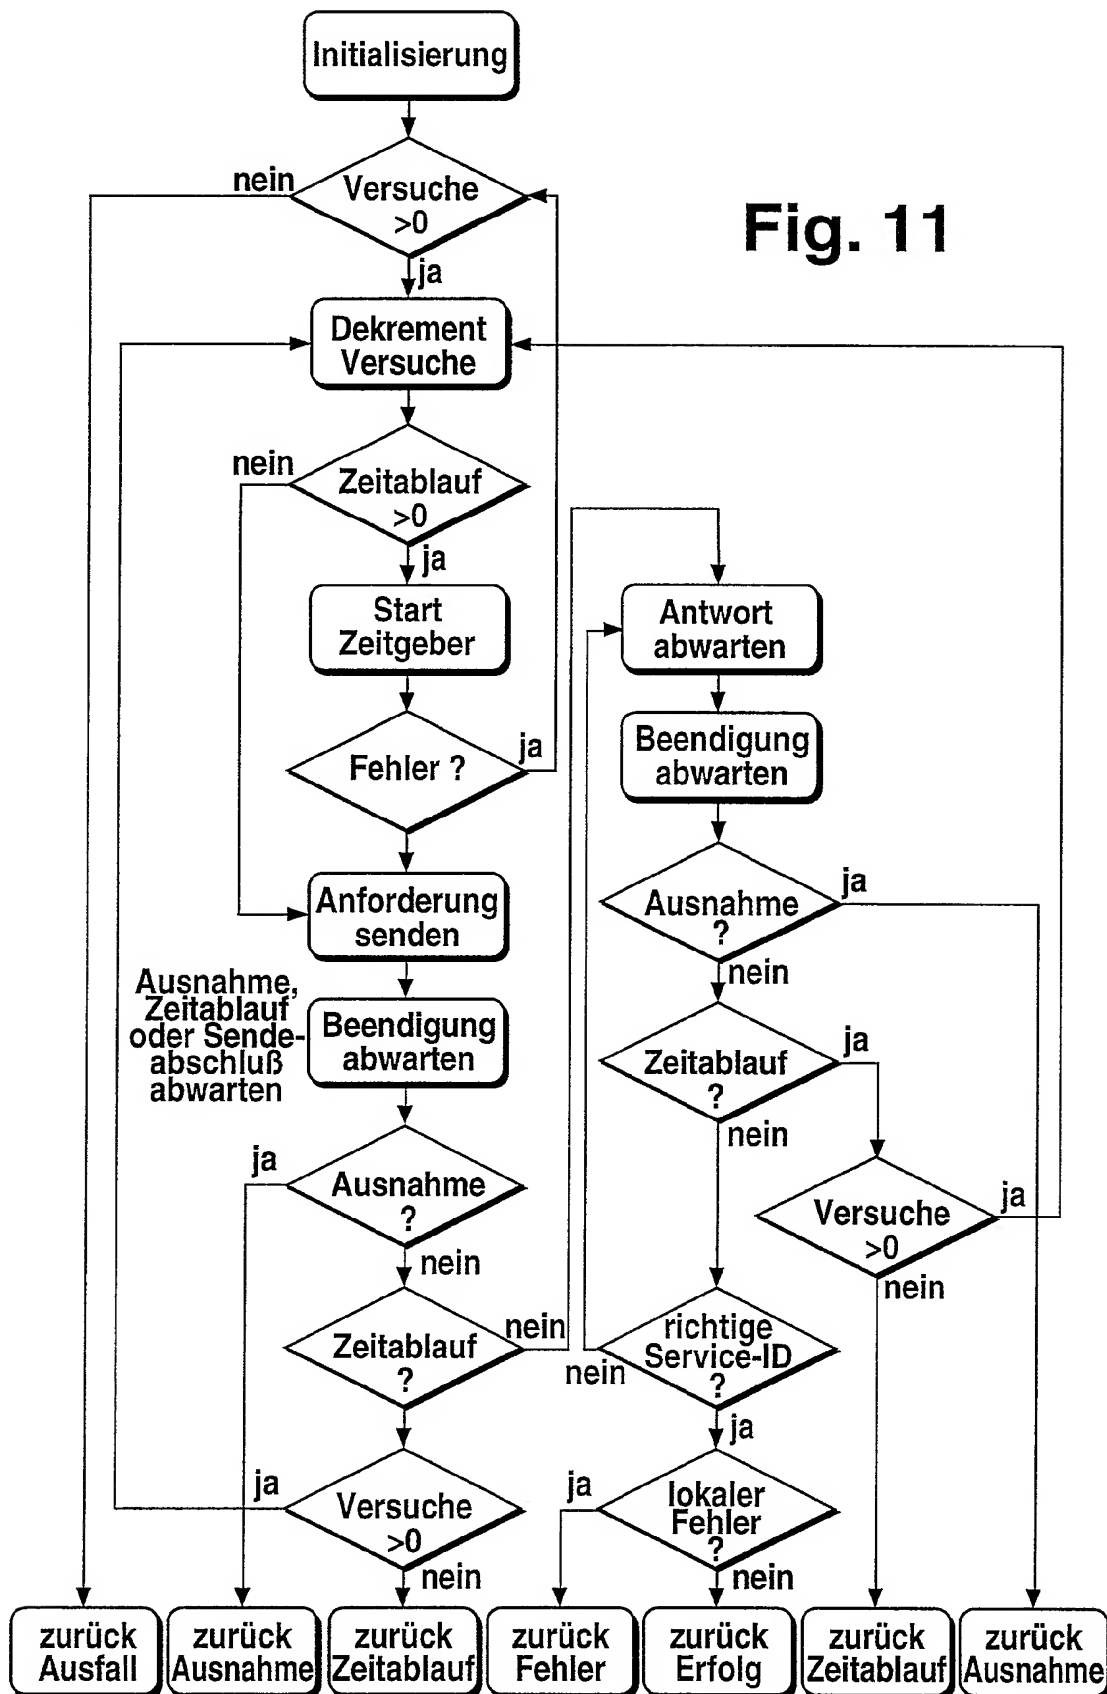 Initialisierung
nein
Versuche
>0
Fig. 11
ja
Dekrement
Versuche
nein
Zeitablauf
>0
ja
Start
Zeitgeber
Fehler ?
ja
Anforderung
senden
Ausnahme,
Zeitablauf
oder Sende-
abschluß
abwarten
Beendigung
abwarten
ja
Ausnahme
?
nein
Zeitablauf
?
nein
ja
Versuche
>0
nein
Antwort
abwarten
Beendigung
abwarten
Ausnahme
?
ja
nein
Zeitablauf
?
ja
nein
Versuche
>0
ja
nein
richtige
Service-ID
?
nein
ja
lokaler
Fehler
?
ja
nein
zurück
Ausfall
zurück
Ausnahme
zurück
Zeitablauf
zurück
Fehler
zurück
Erfolg
zurück
Zeitablauf
zurück
Ausnahme